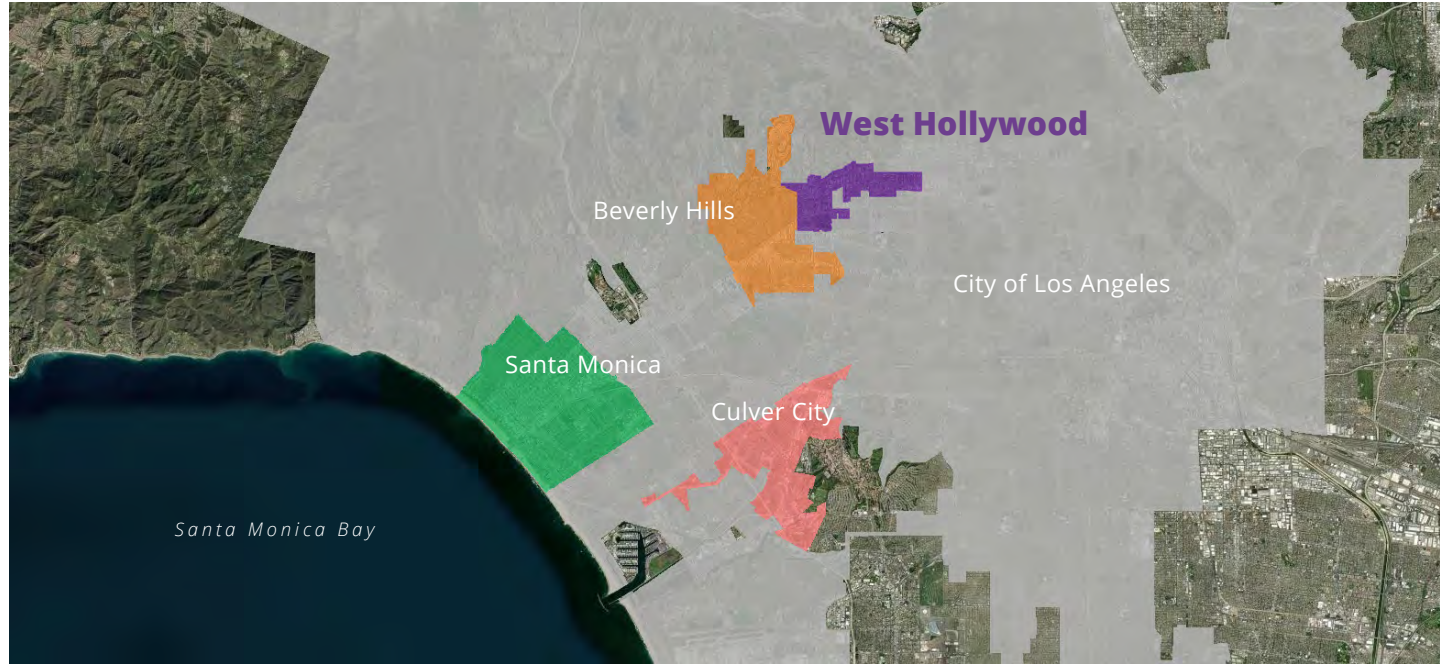 West Hollywood
Beverly Hills
City of Los Angeles
Santa Monica
Culver City
Santa Monica Bay